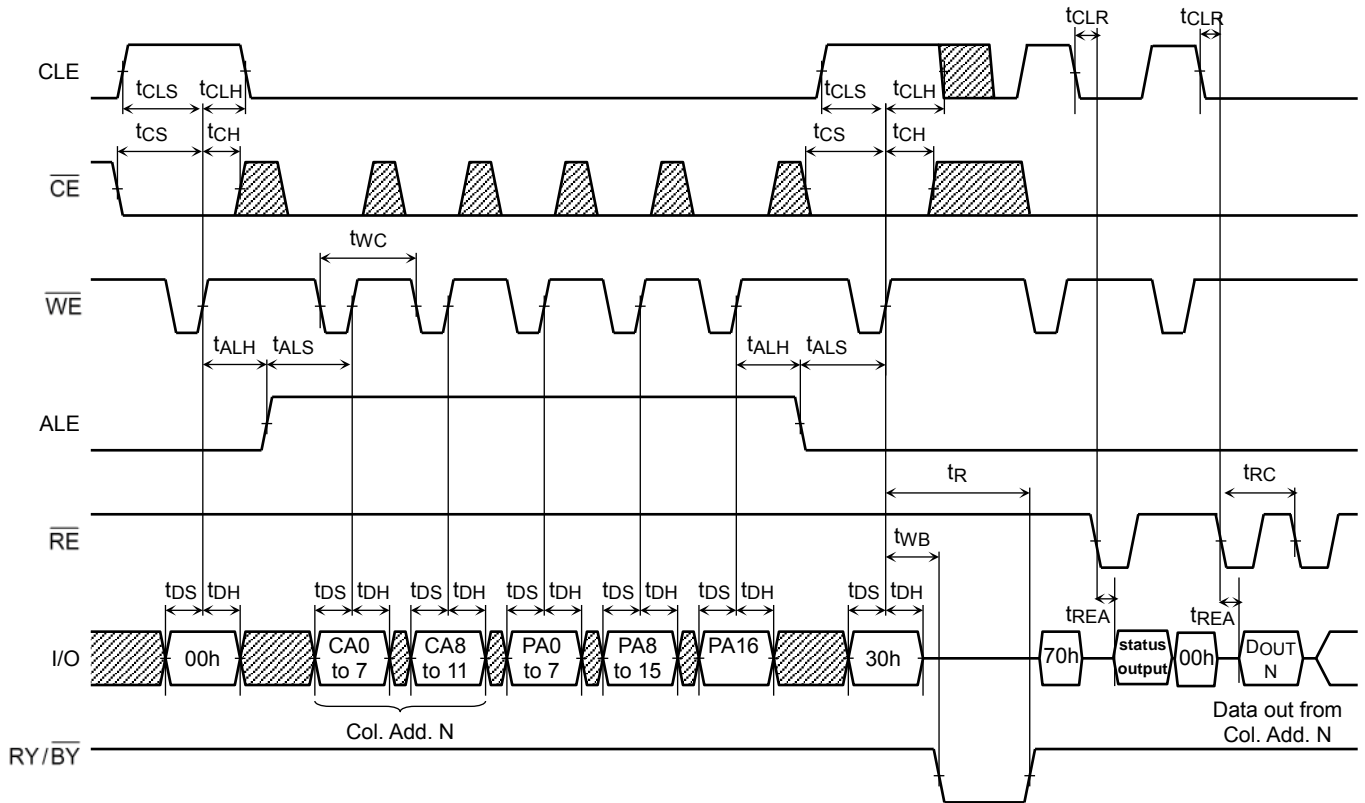 tCLR tCLR
CLE
tCLS tCLH tCLS tCLH
tCS tCH tCS tCH
CE
tWC
WE
tALH tALS tALH tALS
ALE
tR tRC
RE
tWB
tDS tDH tDS tDH tDS tDH tDS tDH tDS tDH tDS tDH tDS tDH
tREA tREA
I/O 00h CA0 to 7 CA8 to 11 PA0 to 7 PA8 to 15 PA16 30h 70h status output 00h DOUT N
Col. Add. N
Data out from
Col. Add. N
RY/BY